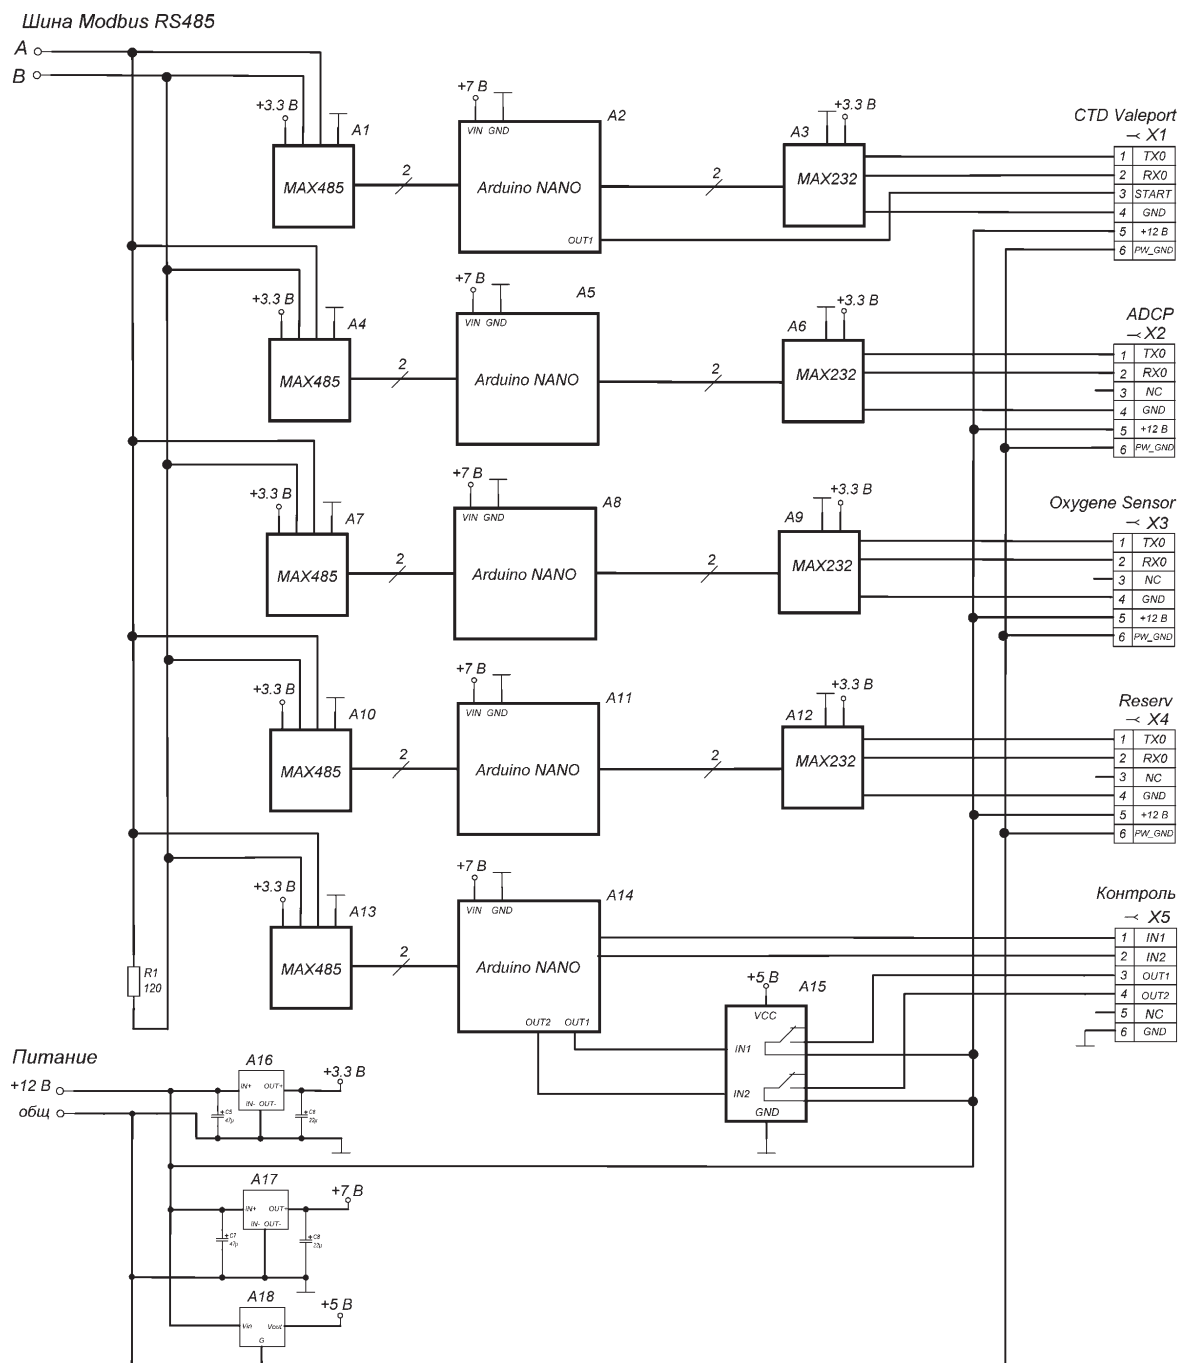 Шина Modbus RS485
A
B
+3.3 В
A1
MAX485
2
+7 В
VIN GND
A2
Arduino NANO
OUT1
2
A3
+3.3 В
MAX232
CTD Valeport
X1
1 TX0
2 RX0
3 START
4 GND
5 +12 В
6 PW_GND
+3.3 В
A4
MAX485
2
+7 В
VIN GND
A5
Arduino NANO
2
A6
+3.3 В
MAX232
ADCP
X2
1 TX0
2 RX0
3 NC
4 GND
5 +12 В
6 PW_GND
+3.3 В
A7
MAX485
2
+7 В
VIN GND
A8
Arduino NANO
2
A9
+3.3 В
MAX232
Oxygene Sensor
X3
1 TX0
2 RX0
3 NC
4 GND
5 +12 В
6 PW_GND
+3.3 В
A10
MAX485
2
+7 В
VIN GND
A11
Arduino NANO
2
A12
+3.3 В
MAX232
Reserv
X4
1 TX0
2 RX0
3 NC
4 GND
5 +12 В
6 PW_GND
+3.3 В
A13
MAX485
2
+7 В
VIN GND
A14
Arduino NANO
OUT2 OUT1
Контроль
X5
1 IN1
2 IN2
3 OUT1
4 OUT2
5 NC
6 GND
R1
120
+5 В
A15
VCC
IN1
IN2
GND
Питание
+12 В
общ
A16
IN+ OUT+
IN- OUT-
+3.3 В
+ C5
47μ
+ C6
22μ
A17
IN+ OUT+
IN- OUT-
+7 В
+ C7
47μ
+ C8
22μ
A18
Vin Vout
G
+5 В